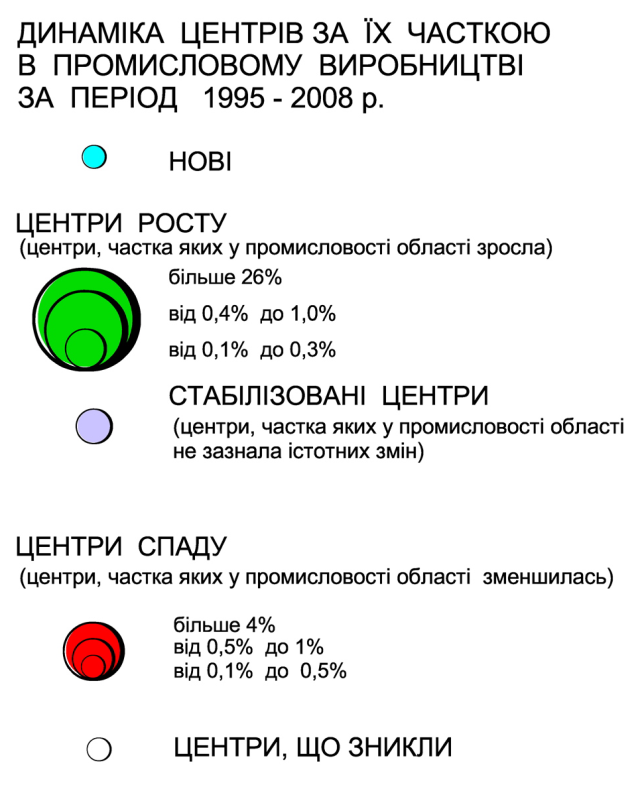 ДИНАМІКА ЦЕНТРІВ ЗА ЇХ ЧАСТКОЮ
В ПРОМИСЛОВОМУ ВИРОБНИЦТВІ
ЗА ПЕРІОД 1995 - 2008 р.
НОВІ
ЦЕНТРИ РОСТУ
(центри, частка яких у промисловості області зросла)
більше 26%
від 0,4% до 1,0%
від 0,1% до 0,3%
СТАБІЛІЗОВАНІ ЦЕНТРИ
(центри, частка яких у промисловості області
не зазнала істотних змін)
ЦЕНТРИ СПАДУ
(центри, частка яких у промисловості області зменшилась)
більше 4%
від 0,5% до 1%
від 0,1% до 0,5%
ЦЕНТРИ, ЩО ЗНИКЛИ